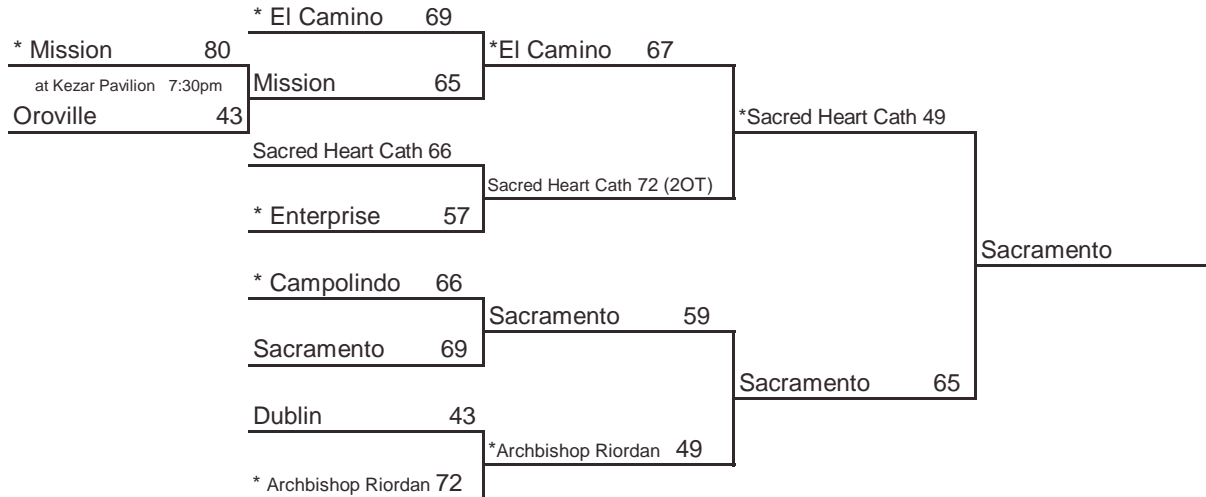 * El Camino 69
* Mission 80
*El Camino 67
at Kezar Pavilion 7:30pm
Mission 65
Oroville 43
*Sacred Heart Cath 49
Sacred Heart Cath 66
Sacred Heart Cath 72 (2OT)
* Enterprise 57
Sacramento
* Campolindo 66
Sacramento 59
Sacramento 69
Sacramento 65
Dublin 43
*Archbishop Riordan 49
* Archbishop Riordan 72